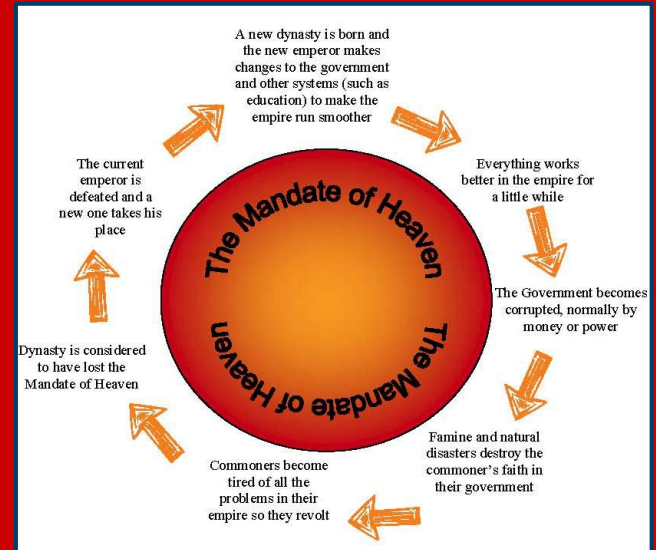 A new dynasty is born and
the new emperor makes
changes to the government
and other systems (such as
education) to make the
empire run smoother
Everything works
better in the empire for
a little while
The Government becomes
corrupted, normally by
money or power
Famine and natural
disasters destroy the
commoner's faith in
their government
Commoners become
tired of all the
problems in their
empire so they revolt
Dynasty is considered
to have lost the
Mandate of Heaven
The current
emperor is
defeated and a
new one takes his
place
The Mandate of Heaven
The Mandate of Heaven